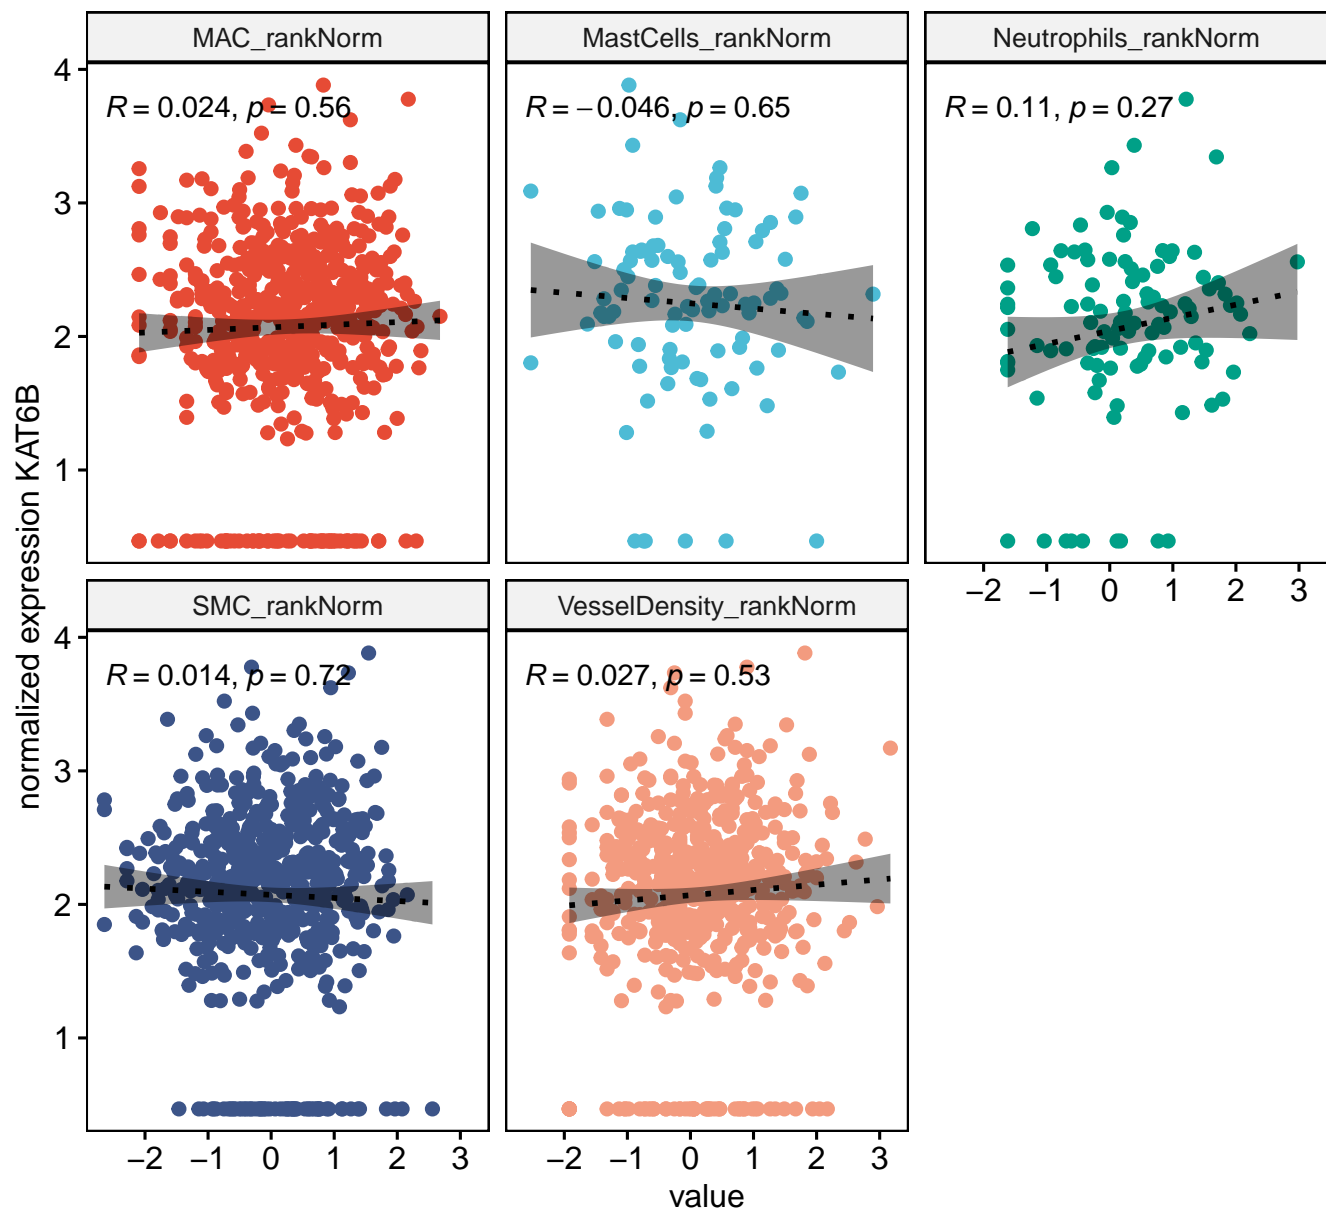 MAC_rankNorm
MastCells_rankNorm
Neutrophils_rankNorm
R = 0.024, p = 0.56
R = −0.046, p = 0.65
R = 0.11, p = 0.27
4
3
2
1
−2 −1 0 1 2 3
SMC_rankNorm
VesselDensity_rankNorm
R = 0.014, p = 0.72
R = 0.027, p = 0.53
4
3
2
1
−2 −1 0 1 2 3
−2 −1 0 1 2 3
value
normalized expression KAT6B